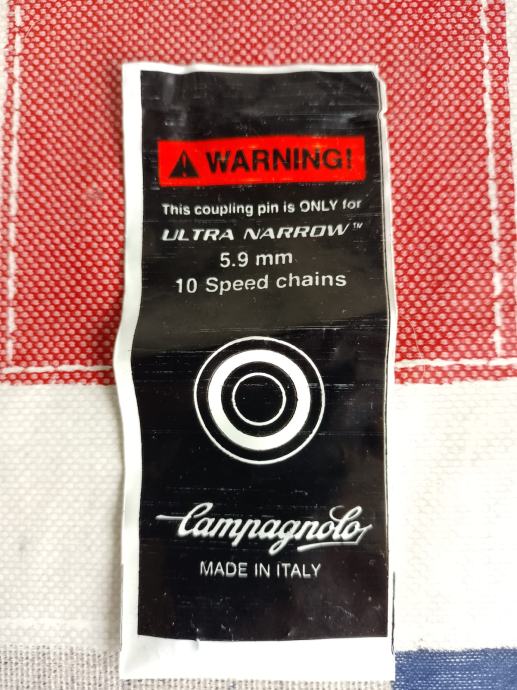 WARNING!
This coupling pin is ONLY for
ULTRA NARROW™
5.9 mm
10 Speed chains
Campagnolo
MADE IN ITALY